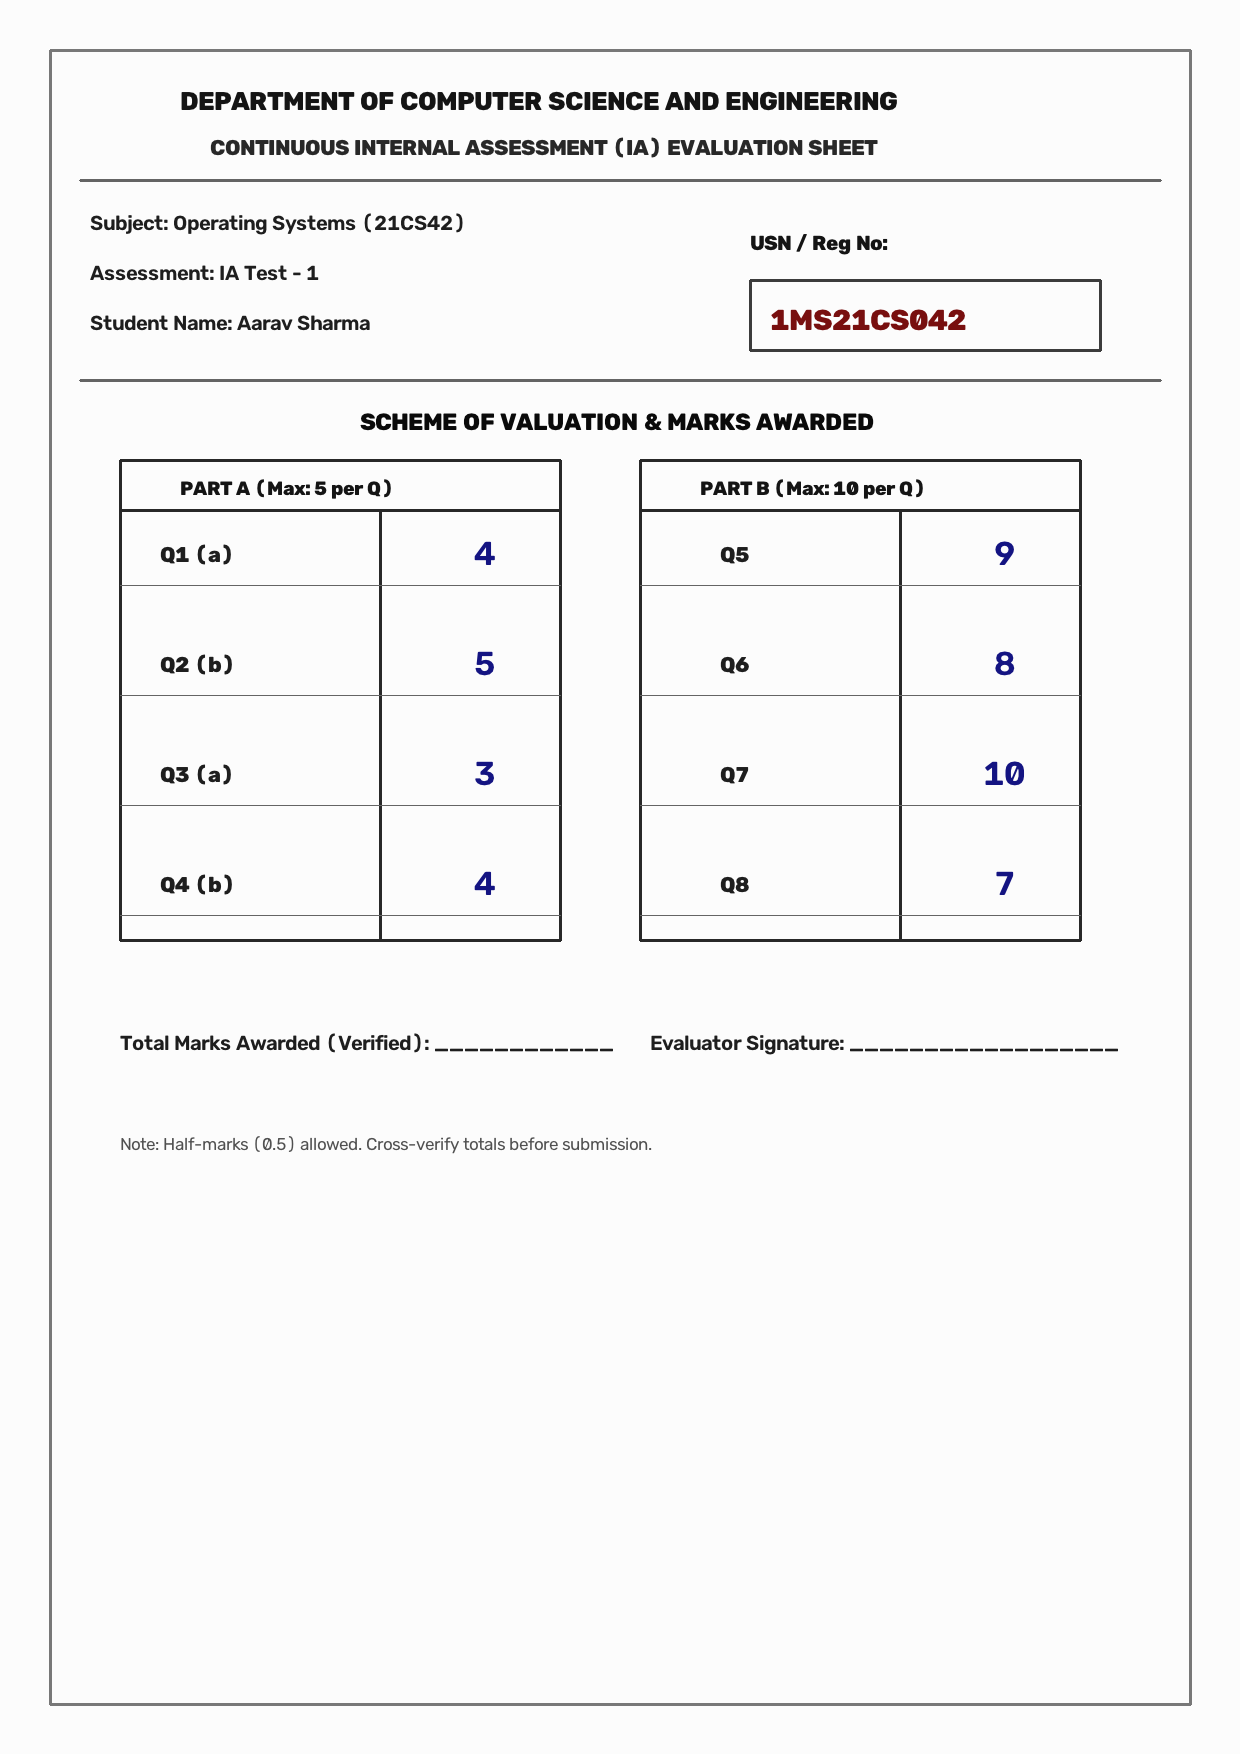 DEPARTMENT OF COMPUTER SCIENCE AND ENGINEERING
CONTINUOUS INTERNAL ASSESSMENT (IA) EVALUATION SHEET
Subject: Operating Systems (21CS42)
Assessment: IA Test - 1
Student Name: Aarav Sharma
USN / Reg No:
1MS21CS042
SCHEME OF VALUATION & MARKS AWARDED
PART A (Max: 5 per Q)
Q1 (a) 4
Q2 (b) 5
Q3 (a) 3
Q4 (b) 4
PART B (Max: 10 per Q)
Q5 9
Q6 8
Q7 10
Q8 7
Total Marks Awarded (Verified): ____________ Evaluator Signature: __________________
Note: Half-marks (0.5) allowed. Cross-verify totals before submission.